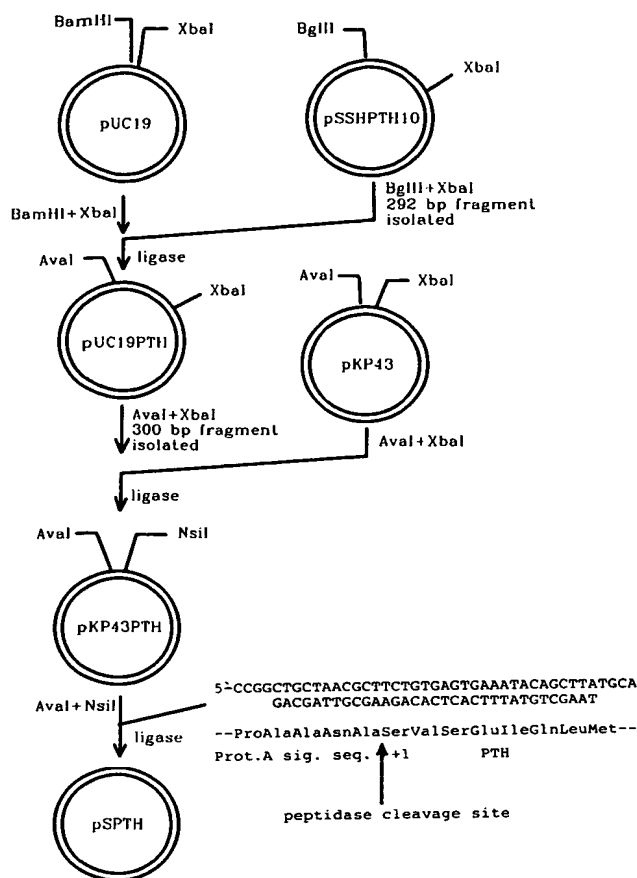 BamHI
XbaI
BglII
XbaI
pUC19
pSSHPTH10
BamHI+XbaI
BglII+XbaI
292 bp fragment
isolated
ligase
AvaI
XbaI
AvaI
XbaI
pUC19PTH
pKP43
AvaI+XbaI
300 bp fragment
isolated
AvaI+XbaI
ligase
AvaI
NsiI
pKP43PTH
AvaI+NsiI
ligase
5'-CCGGCTGCTAACGCTTCTGTGAGTGAAATACAGCTTATGCA
GACGATTGCGAAGACACTCACTTTATGTCGAAT
--ProAlaAlaAsnAlaSerValSerGluIleGlnLeuMet--
Prot.A sig. seq. +1 PTH
peptidase cleavage site
pSPTH